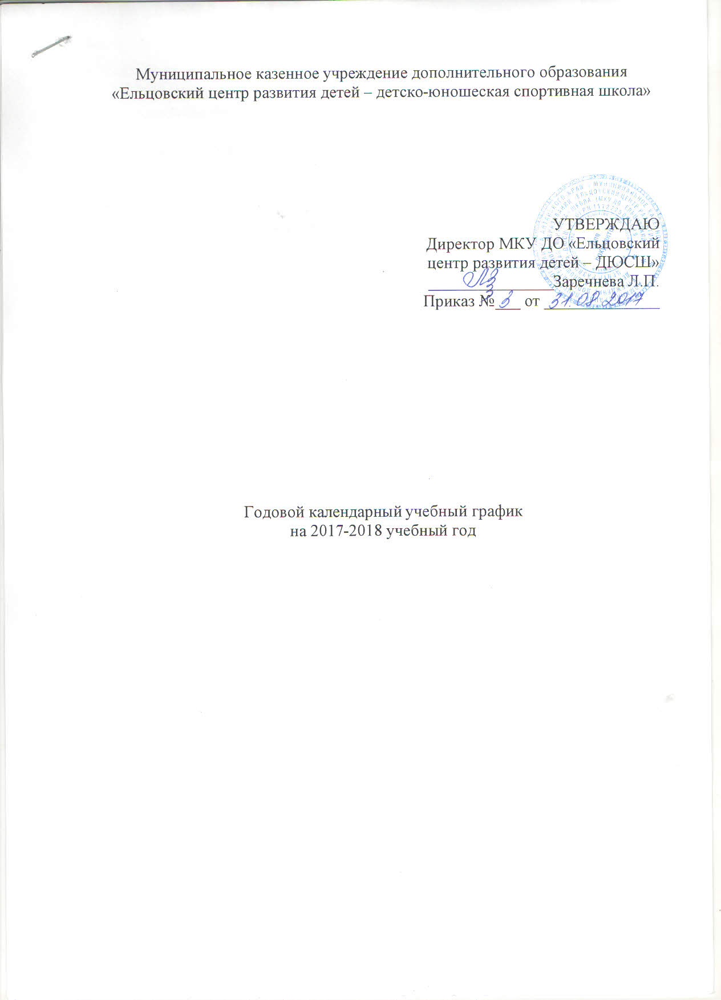 Муниципальное казенное учреждение дополнительного образования
«Ельцовский центр развития детей – детско-юношеская спортивная школа»
УТВЕРЖДАЮ
Директор МКУ ДО «Ельцовский
центр развития детей – ДЮСШ»
Заречнева Л.П.
Приказ № 3 от 31.08.2017
Годовой календарный учебный график
на 2017-2018 учебный год